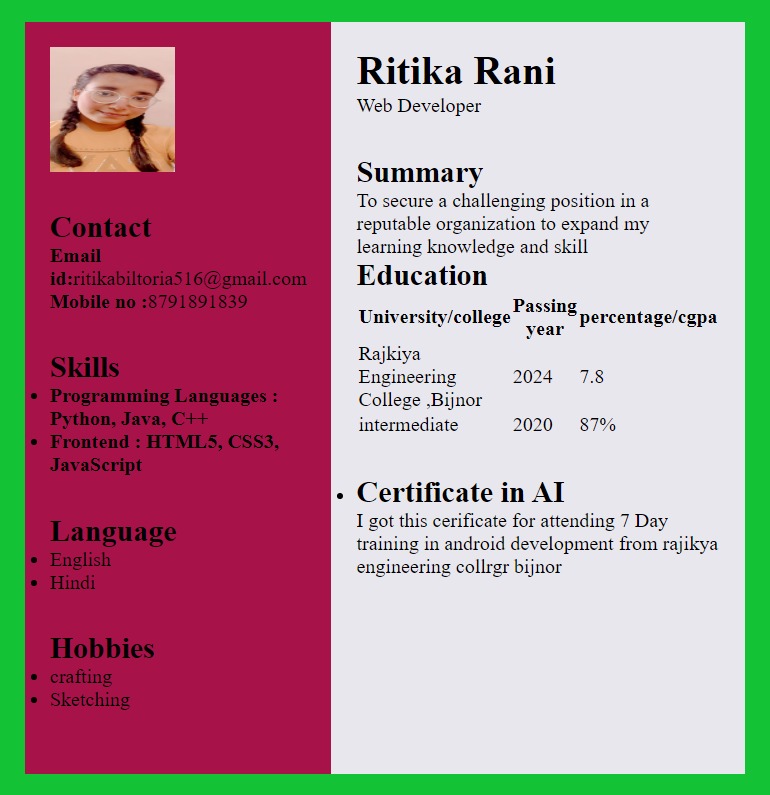 Contact
Email
id:ritikabiltoria516@gmail.com
Mobile no :8791891839
Skills
Programming Languages :
Python, Java, C++
Frontend : HTML5, CSS3,
JavaScript
Language
English
Hindi
Hobbies
crafting
Sketching
Ritika Rani
Web Developer
Summary
To secure a challenging position in a
reputable organization to expand my
learning knowledge and skill
Education
University/college Passing year percentage/cgpa
Rajkiya
Engineering 2024 7.8
College ,Bijnor
intermediate 2020 87%
Certificate in AI
I got this cerificate for attending 7 Day
training in android development from rajikya
engineering collrgr bijnor